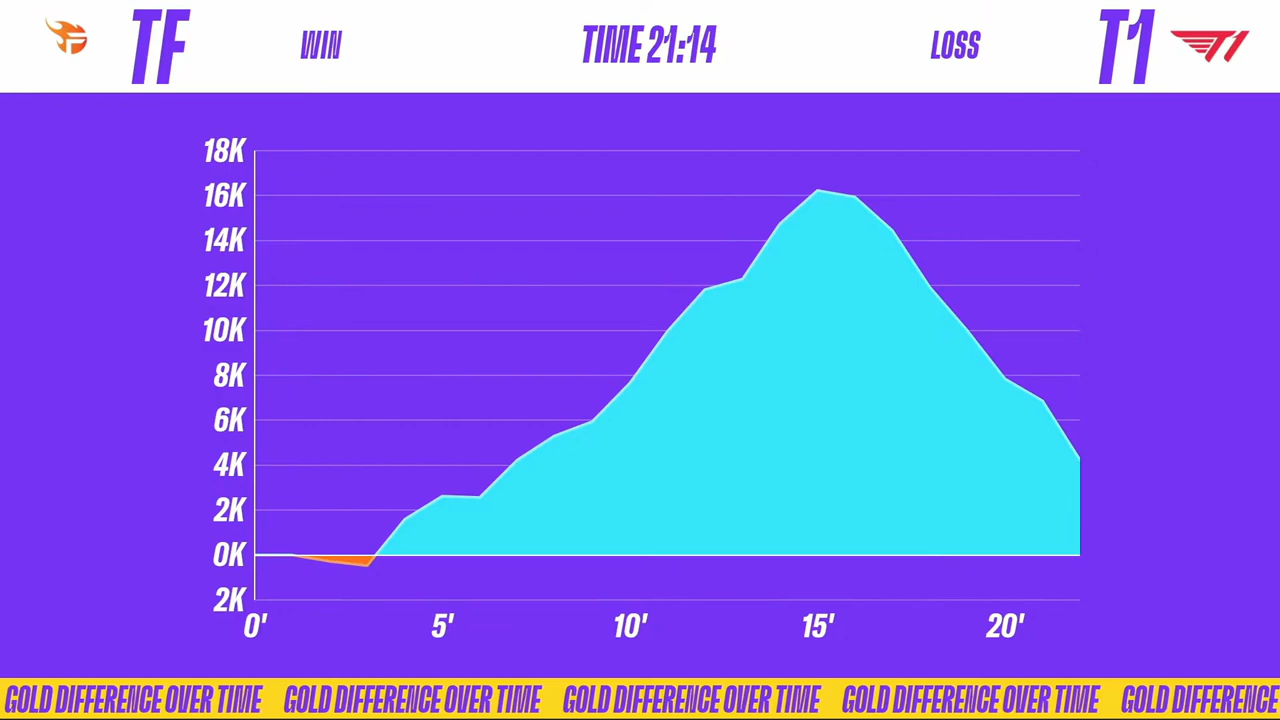 TF WIN TIME 21:14 LOSS T1 T1
18K
16K
14K
12K
10K
8K
6K
4K
2K
0K
2K
0' 5' 10' 15' 20'
GOLD DIFFERENCE OVER TIME GOLD DIFFERENCE OVER TIME GOLD DIFFERENCE OVER TIME GOLD DIFFERENCE OVER TIME GOLD DIFFERENCE